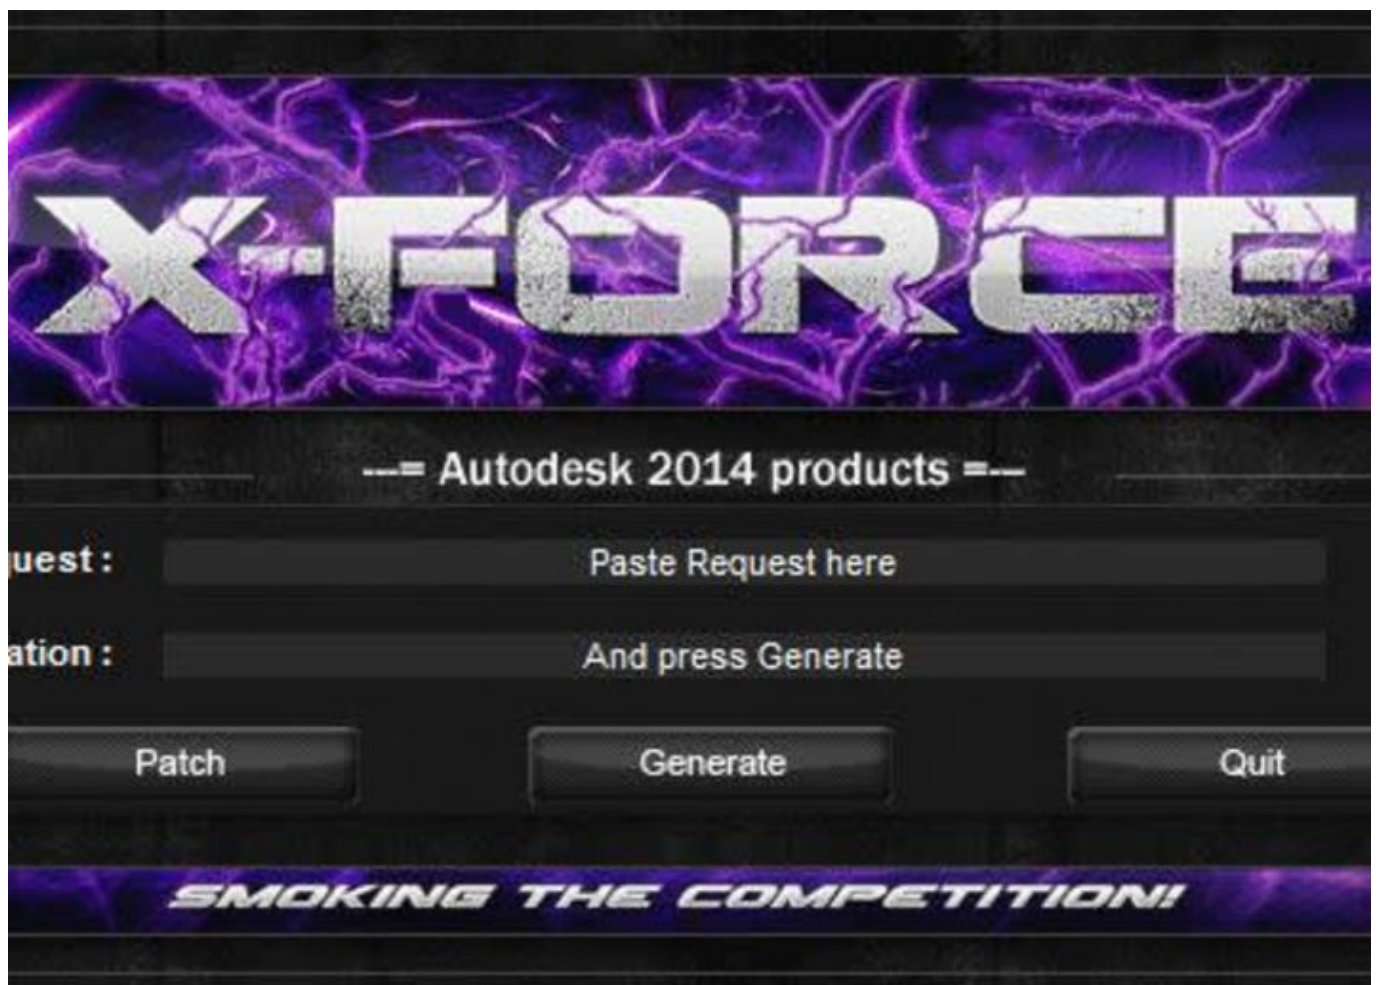 X-FORCE
---= Autodesk 2014 products =---
uest :
Paste Request here
ation :
And press Generate
Patch
Generate
Quit
SMOKING THE COMPETITION!